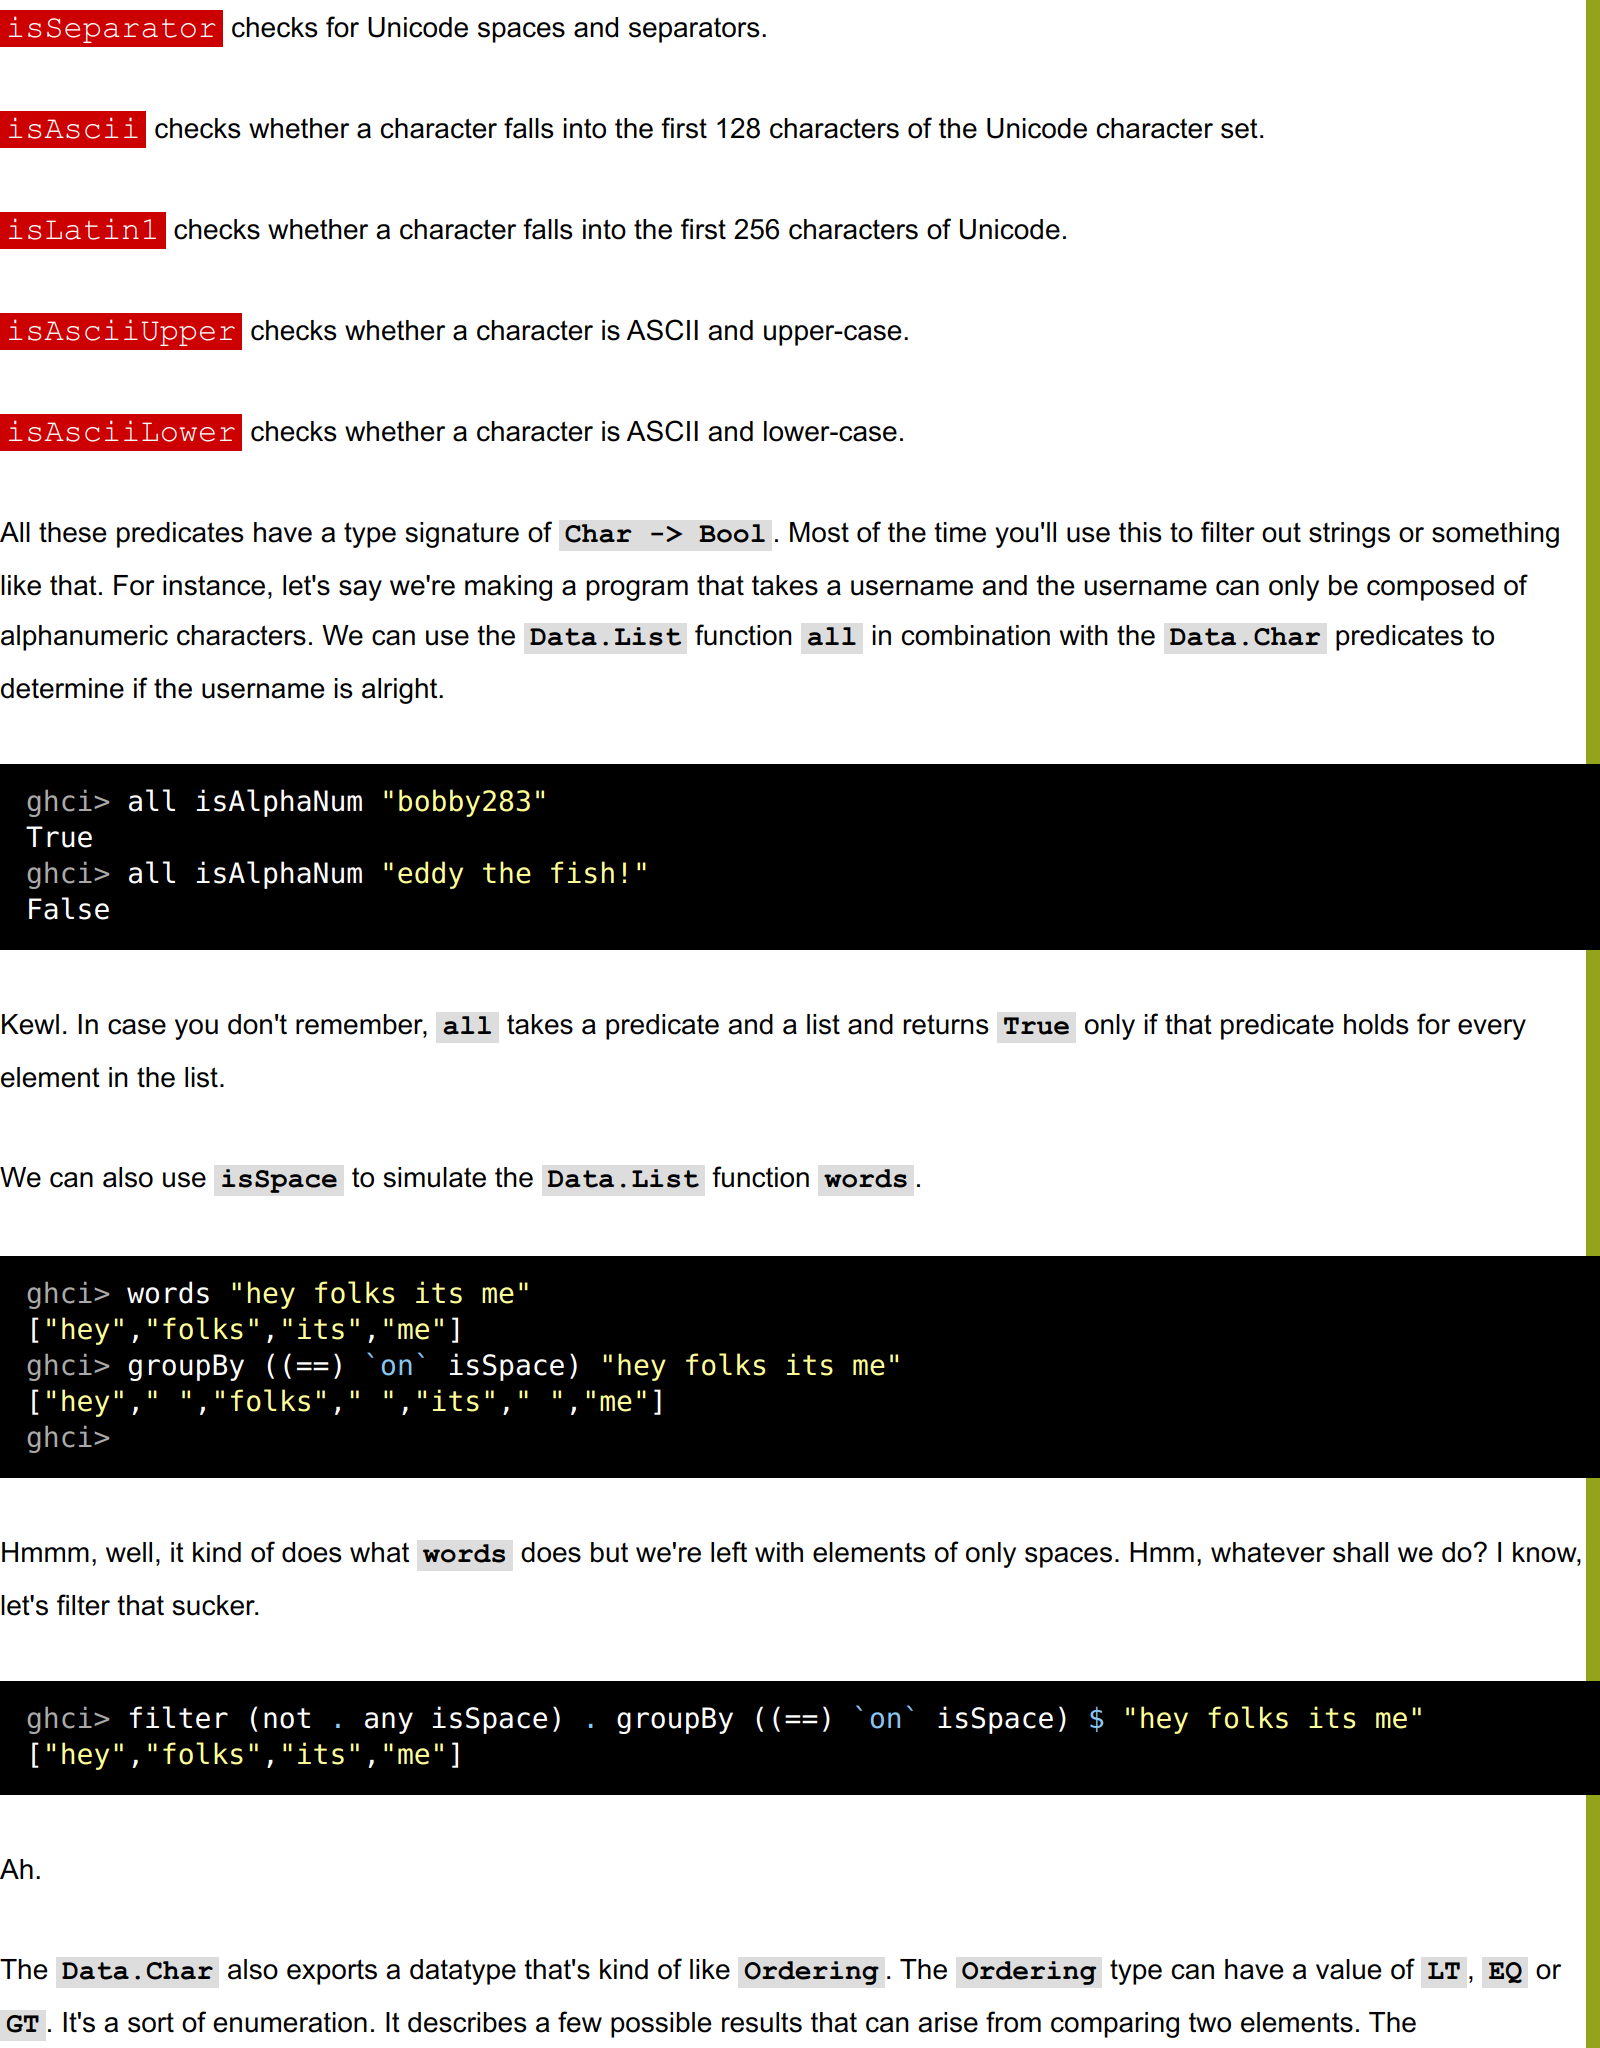 isSeparator checks for Unicode spaces and separators.
isAscii checks whether a character falls into the first 128 characters of the Unicode character set.
isLatin1 checks whether a character falls into the first 256 characters of Unicode.
isAsciiUpper checks whether a character is ASCII and upper-case.
isAsciiLower checks whether a character is ASCII and lower-case.
All these predicates have a type signature of Char -> Bool. Most of the time you'll use this to filter out strings or something
like that. For instance, let's say we're making a program that takes a username and the username can only be composed of
alphanumeric characters. We can use the Data.List function all in combination with the Data.Char predicates to
determine if the username is alright.
ghci> all isAlphaNum "bobby283"
True
ghci> all isAlphaNum "eddy the fish!"
False
Kewl. In case you don't remember, all takes a predicate and a list and returns True only if that predicate holds for every
element in the list.
We can also use isSpace to simulate the Data.List function words.
ghci> words "hey folks its me"
["hey","folks","its","me"]
ghci> groupBy ((==) `on` isSpace) "hey folks its me"
["hey"," ","folks"," ","its"," ","me"]
ghci>
Hmmm, well, it kind of does what words does but we're left with elements of only spaces. Hmm, whatever shall we do? I know,
let's filter that sucker.
ghci> filter (not . any isSpace) . groupBy ((==) `on` isSpace) $ "hey folks its me"
["hey","folks","its","me"]
Ah.
The Data.Char also exports a datatype that's kind of like Ordering. The Ordering type can have a value of LT, EQ or
GT. It's a sort of enumeration. It describes a few possible results that can arise from comparing two elements. The